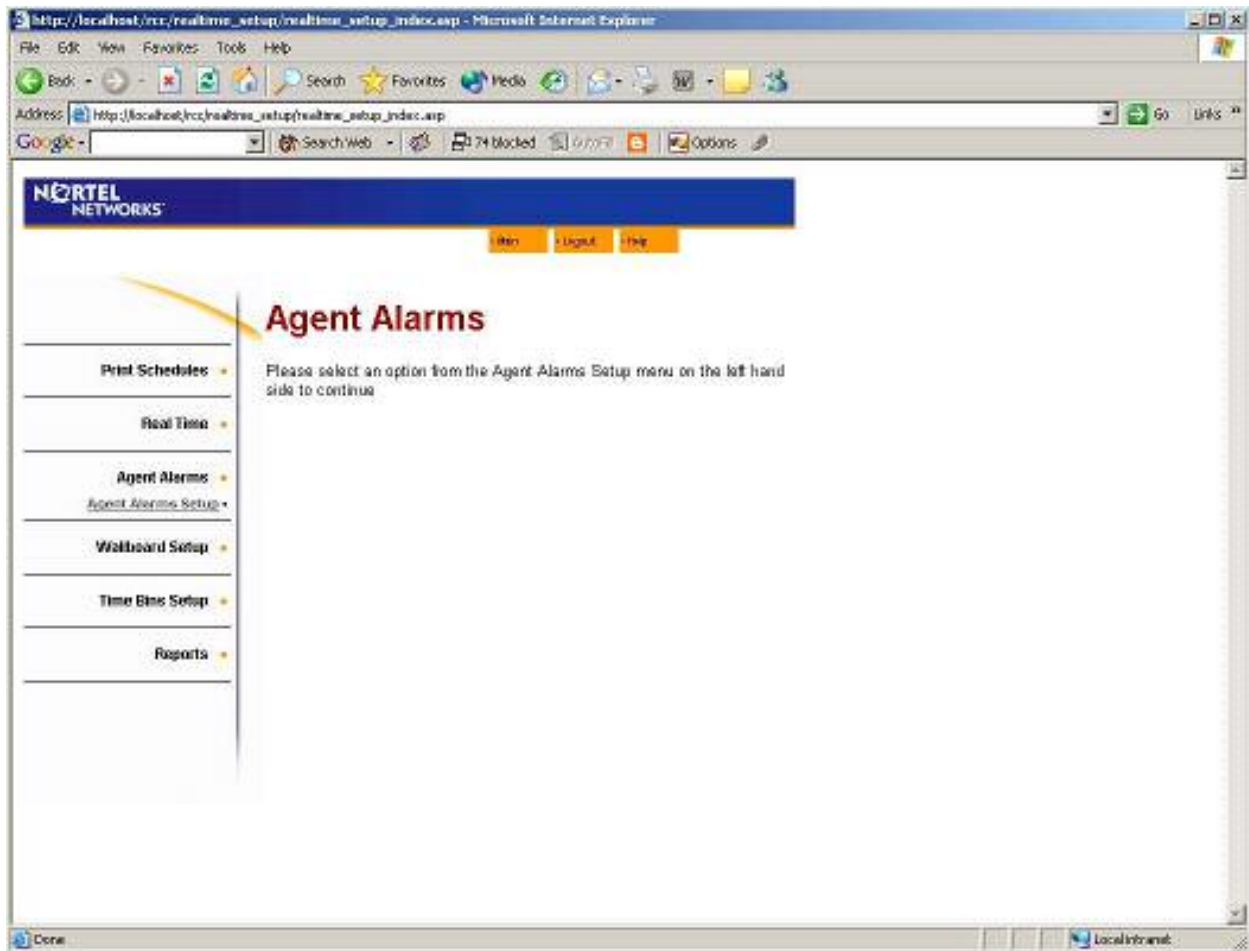 http://localhost/rcc/realtime_setup/realtime_setup_index.asp - Microsoft Internet Explorer
File Edit View Favorites Tools Help
Back Search Favorites Media
Address http://localhost/rcc/realtime_setup/realtime_setup_index.asp Go Links »
Google Search Web 74 blocked AutoFill Options
NORTEL
NETWORKS
Main Logout Help
Agent Alarms
Please select an option from the Agent Alarms Setup menu on the left hand
side to continue
Print Schedules
Real Time
Agent Alarms
Agent Alarms Setup
Wallboard Setup
Time Bins Setup
Reports
Done Local intranet